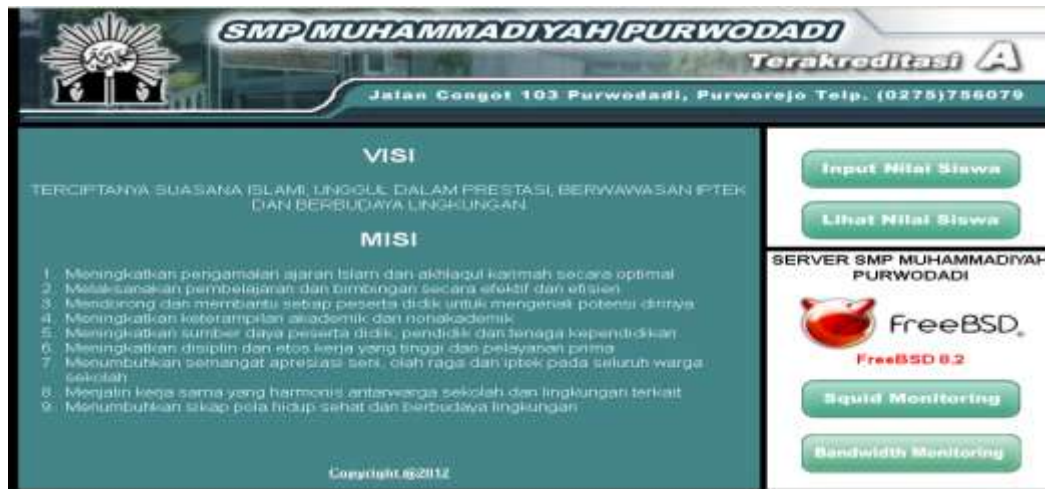 SMP MUHAMMADIYAH PURWODADI
Terakreditasi A
Jalan Congot 103 Purwodadi, Purworejo Telp. (0275)756079
VISI
TERCIPTANYA SUASANA ISLAMI, UNGGUL DALAM PRESTASI, BERWAWASAN IPTEK
DAN BERBUDAYA LINGKUNGAN
MISI
1. Meningkatkan pengamalan ajaran Islam dan akhlaqul karimah secara optimal
2. Melaksanakan pembelajaran dan bimbingan secara efektif dan efisien
3. Mendorong dan membantu setiap peserta didik untuk mengenali potensi dirinya
4. Meningkatkan keterampilan akademik dan nonakademik
5. Meningkatkan sumber daya peserta didik, pendidik dan tenaga kependidikan
6. Meningkatkan disiplin dan etos kerja yang tinggi dan pelayanan prima
7. Menumbuhkan semangat apresiasi seni, olah raga dan iptek pada seluruh warga
sekolah
8. Menjalin kerja sama yang harmonis antarwarga sekolah dan lingkungan terkait
9. Menumbuhkan sikap pola hidup sehat dan berbudaya lingkungan
Copyright @2012
Input Nilai Siswa
Lihat Nilai Siswa
SERVER SMP MUHAMMADIYAH
PURWODADI
FreeBSD®
FreeBSD 8.2
Squid Monitoring
Bandwidth Monitoring